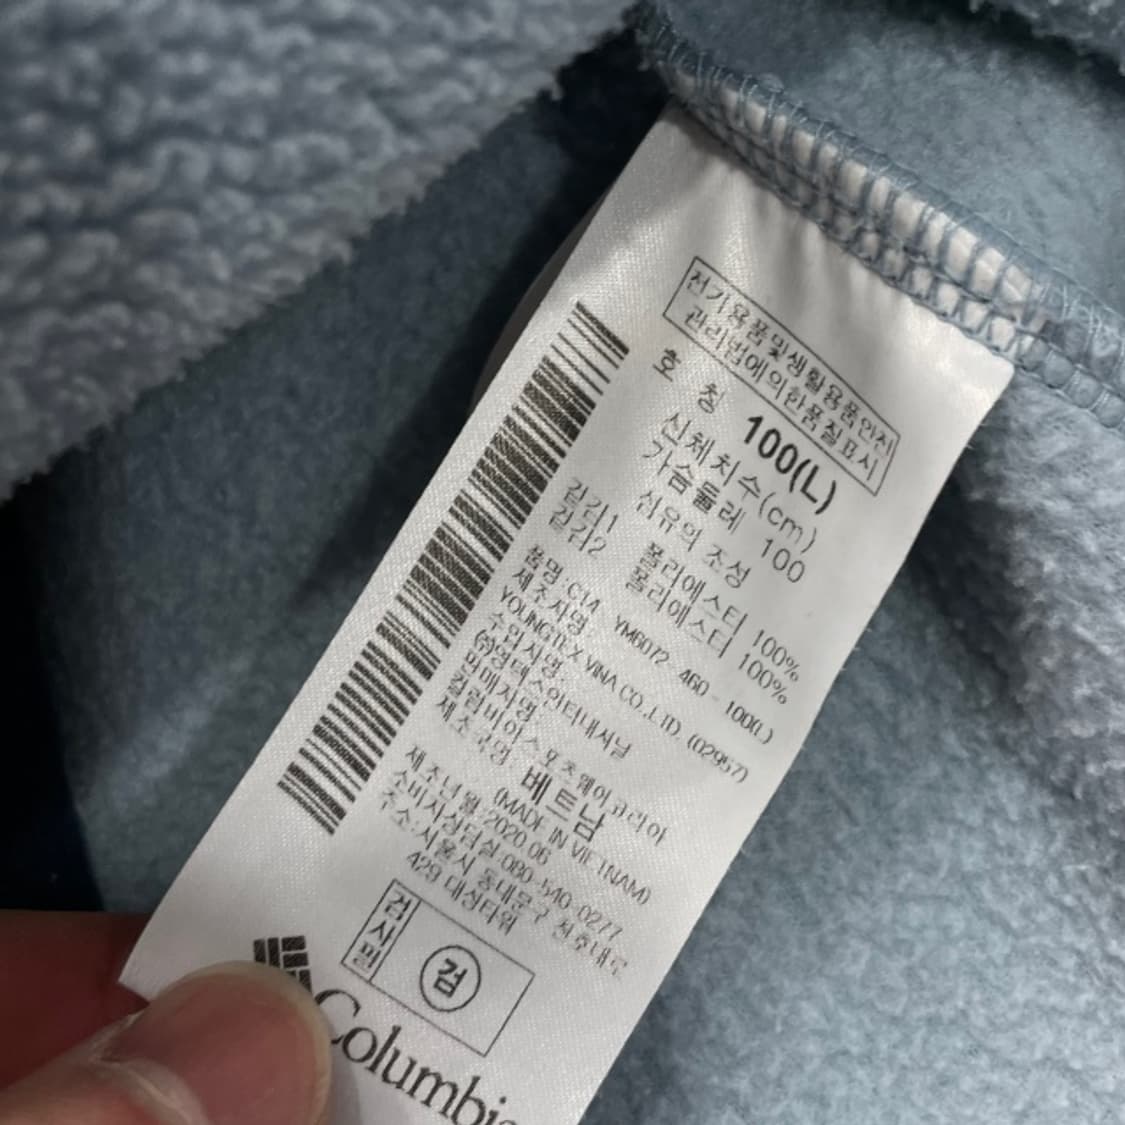 전기용품및생활용품안전
관리법에의한품질표시
호 칭 100(L)
신체치수(cm)
가슴둘레 100
섬유의 조성
겉감1 폴리에스터 100%
겉감2 폴리에스터 100%
품명:C14 YM6072-460-100(L)
제조자명:
YOUNGTEX VINA CO.,LTD. (02957)
수입자명:
㈜영텍스인터내셔널
판매자명:
컬럼비아스포츠웨어코리아
제조국명 베트남
(MADE IN VIETNAM)
제조년월:2020.06
소비자상담실:080-540-0277
주소:서울시 동대문구 천호대로
429 대성타워
검사필 검
Columbia